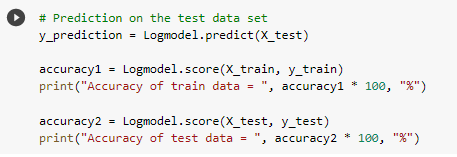 # Prediction on the test data set
y_prediction = Logmodel.predict(X_test)
accuracy1 = Logmodel.score(X_train, y_train)
print("Accuracy of train data = ", accuracy1 * 100, "%")
accuracy2 = Logmodel.score(X_test, y_test)
print("Accuracy of test data = ", accuracy2 * 100, "%")